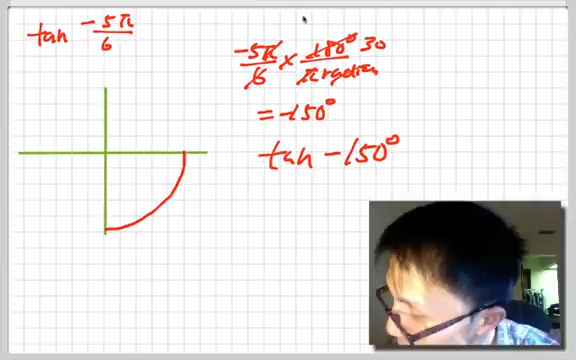 tan -5π/6
-5π/6 × 180°/π radian 30
= -150°
tan -150°